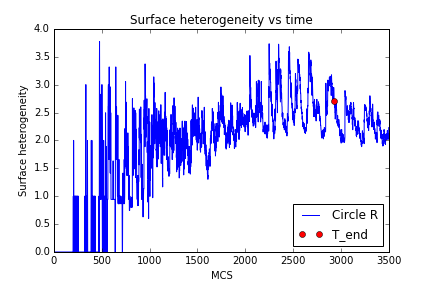 Surface heterogeneity vs time
4.0
3.5
3.0
2.5
2.0
1.5
1.0
0.5
0.0
Surface heterogeneity
Circle R
T_end
0 500 1000 1500 2000 2500 3000 3500
MCS